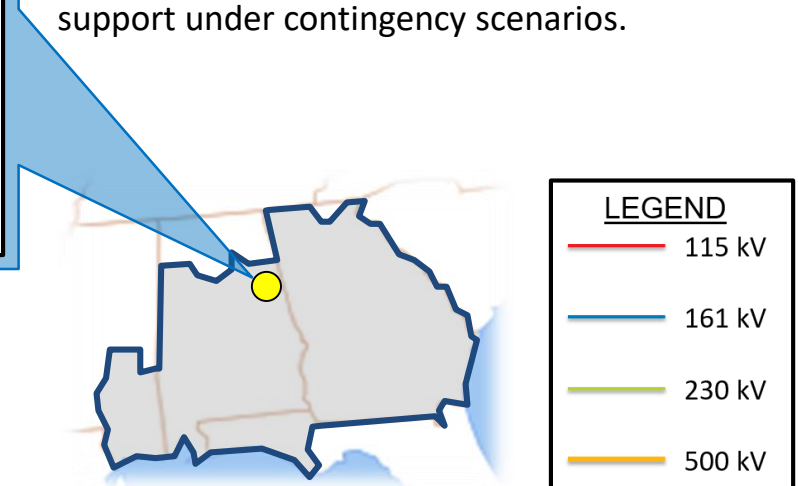 support under contingency scenarios.
LEGEND
115 kV
161 kV
230 kV
500 kV